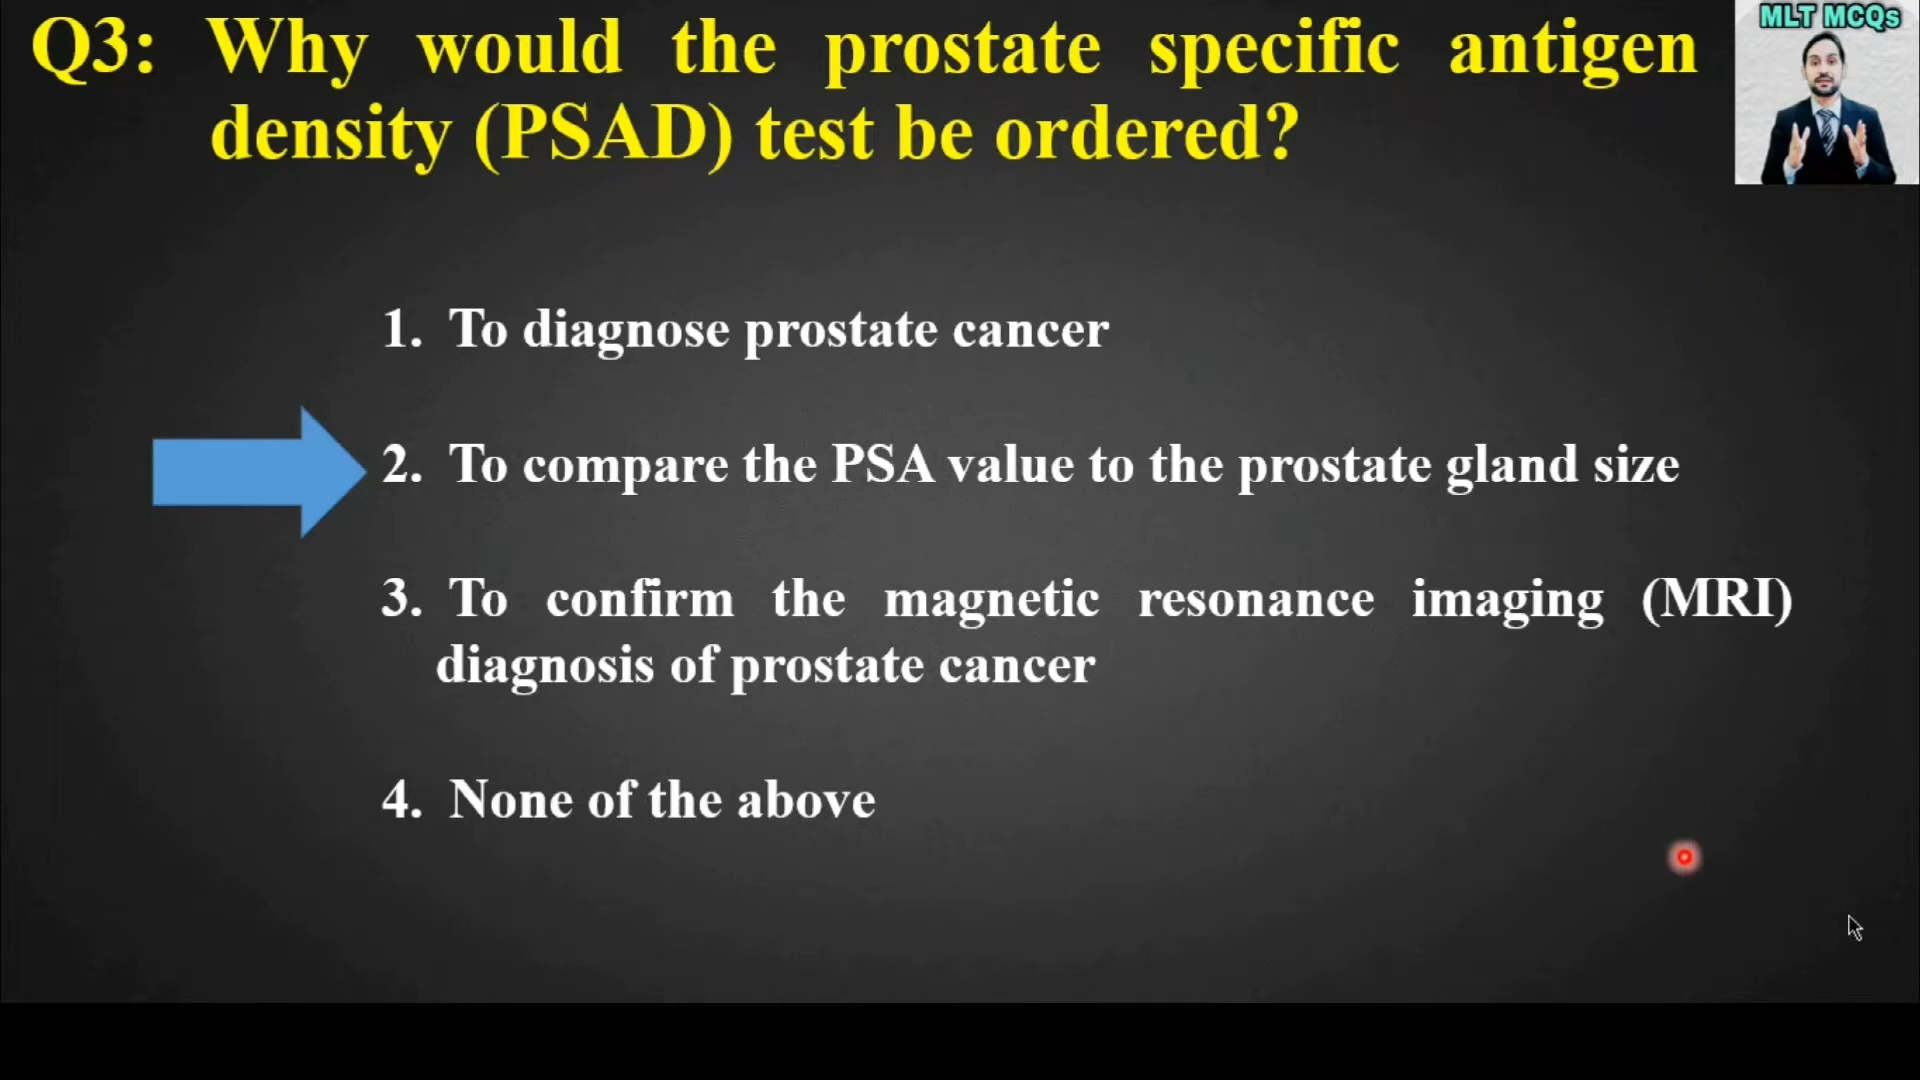 MLT MCQs
Q3: Why would the prostate specific antigen
density (PSAD) test be ordered?
1. To diagnose prostate cancer
2. To compare the PSA value to the prostate gland size
3. To confirm the magnetic resonance imaging (MRI)
diagnosis of prostate cancer
4. None of the above